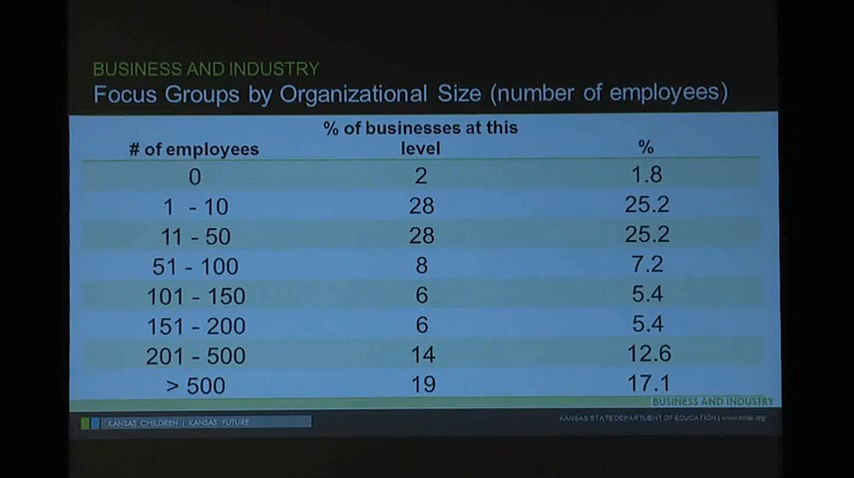 BUSINESS AND INDUSTRY
Focus Groups by Organizational Size (number of employees)
# of employees % of businesses at this level %
0 2 1.8
1 - 10 28 25.2
11 - 50 28 25.2
51 - 100 8 7.2
101 - 150 6 5.4
151 - 200 6 5.4
201 - 500 14 12.6
> 500 19 17.1
BUSINESS AND INDUSTRY
KANSAS CHILDREN | KANSAS' FUTURE
KANSAS STATE DEPARTMENT OF EDUCATION | www.ksde.org